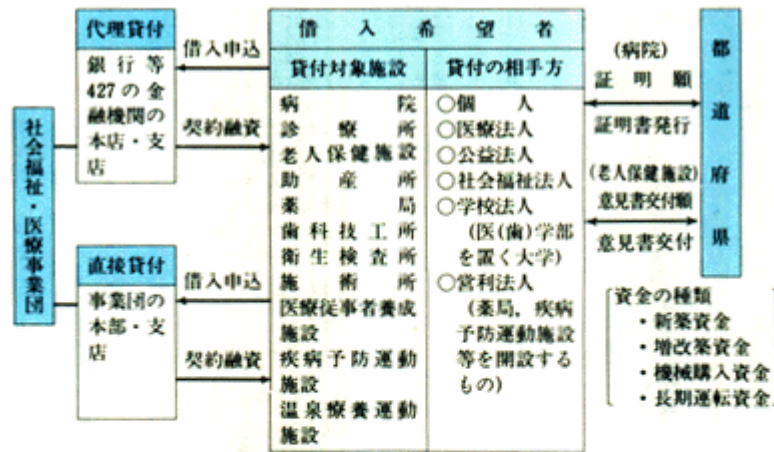 社会福祉・医療事業団
代理貸付
銀行等
427の金
融機関の
本店・支
店
直接貸付
事業団の
本部・支
店
借入申込
契約融資
借入申込
契約融資
借入希望者
貸付対象施設
病院
診療所
老人保健施設
助産所
薬局
歯科技工所
衛生検査所
施術所
医療従事者養成
施設
疾病予防運動
施設
温泉療養運動
施設
貸付の相手方
○個人
○医療法人
○公益法人
○社会福祉法人
○学校法人
(医(歯)学部
を置く大学)
○営利法人
(薬局,疾病
予防運動施設
等を開設する
もの)
(病院)
証明願
証明書発行
(老人保健施設)
意見書交付願
意見書交付
都道府県
資金の種類
・新築資金
・増改築資金
・機械購入資金
・長期運転資金